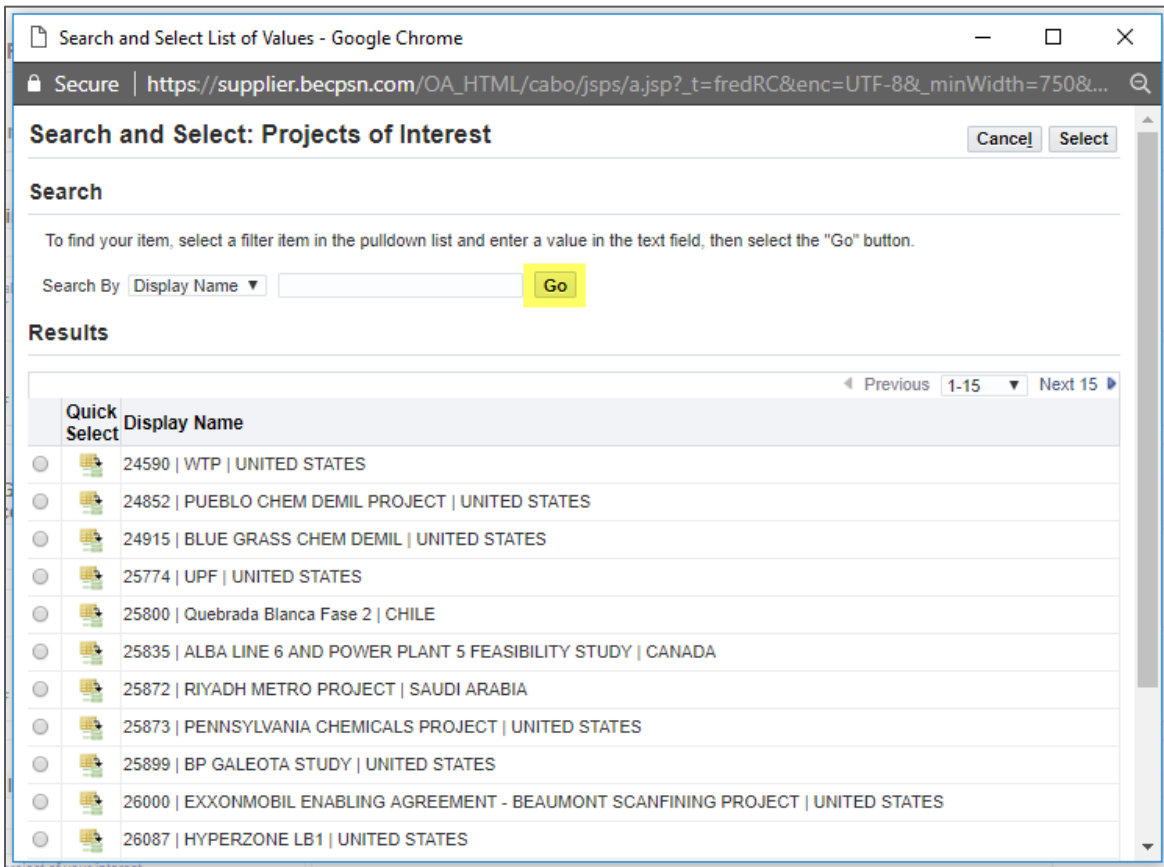 Search and Select List of Values - Google Chrome
Secure | https://supplier.becpsn.com/OA_HTML/cabo/jsps/a.jsp?_t=fredRC&enc=UTF-8&_minWidth=750&...
Search and Select: Projects of Interest
Cancel Select
Search
To find your item, select a filter item in the pulldown list and enter a value in the text field, then select the "Go" button.
Search By Display Name Go
Results
Previous 1-15 Next 15
Quick Select Display Name
24590 | WTP | UNITED STATES
24852 | PUEBLO CHEM DEMIL PROJECT | UNITED STATES
24915 | BLUE GRASS CHEM DEMIL | UNITED STATES
25774 | UPF | UNITED STATES
25800 | Quebrada Blanca Fase 2 | CHILE
25835 | ALBA LINE 6 AND POWER PLANT 5 FEASIBILITY STUDY | CANADA
25872 | RIYADH METRO PROJECT | SAUDI ARABIA
25873 | PENNSYLVANIA CHEMICALS PROJECT | UNITED STATES
25899 | BP GALEOTA STUDY | UNITED STATES
26000 | EXXONMOBIL ENABLING AGREEMENT - BEAUMONT SCANFINING PROJECT | UNITED STATES
26087 | HYPERZONE LB1 | UNITED STATES